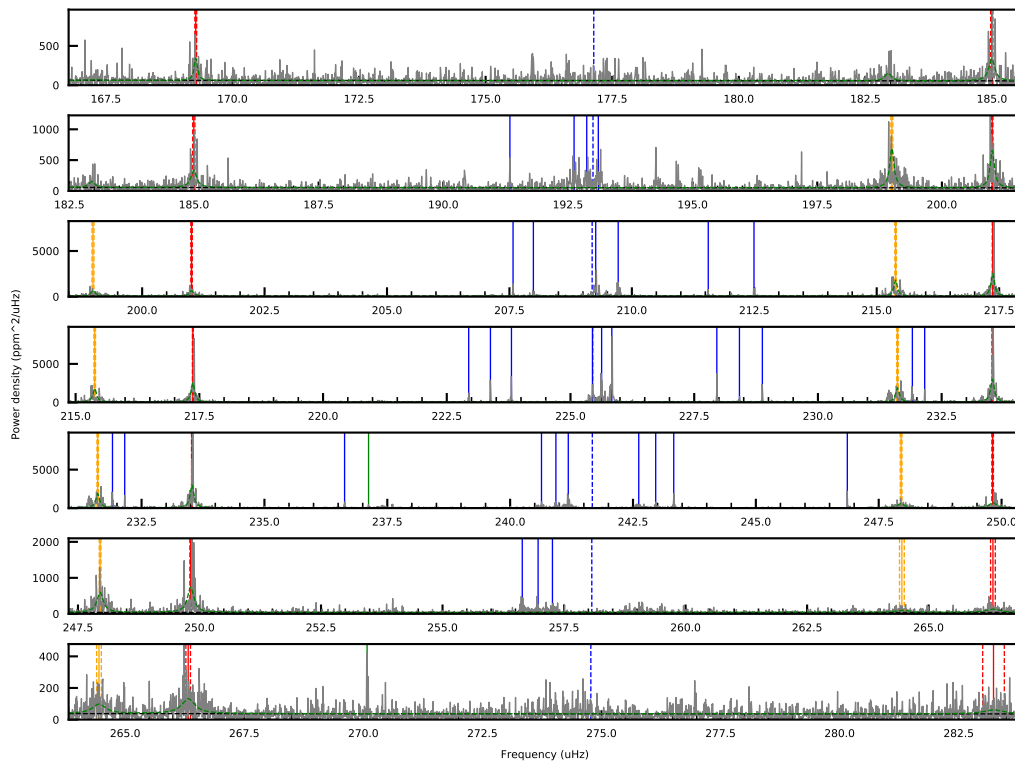 500
0
167.5 170.0 172.5 175.0 177.5 180.0 182.5 185.0
1000
500
0
182.5 185.0 187.5 190.0 192.5 195.0 197.5 200.0
5000
0
200.0 202.5 205.0 207.5 210.0 212.5 215.0 217.5
Power density (ppm^2/uHz)
5000
0
215.0 217.5 220.0 222.5 225.0 227.5 230.0 232.5
5000
0
232.5 235.0 237.5 240.0 242.5 245.0 247.5 250.0
2000
1000
0
247.5 250.0 252.5 255.0 257.5 260.0 262.5 265.0
400
200
0
265.0 267.5 270.0 272.5 275.0 277.5 280.0 282.5
Frequency (uHz)